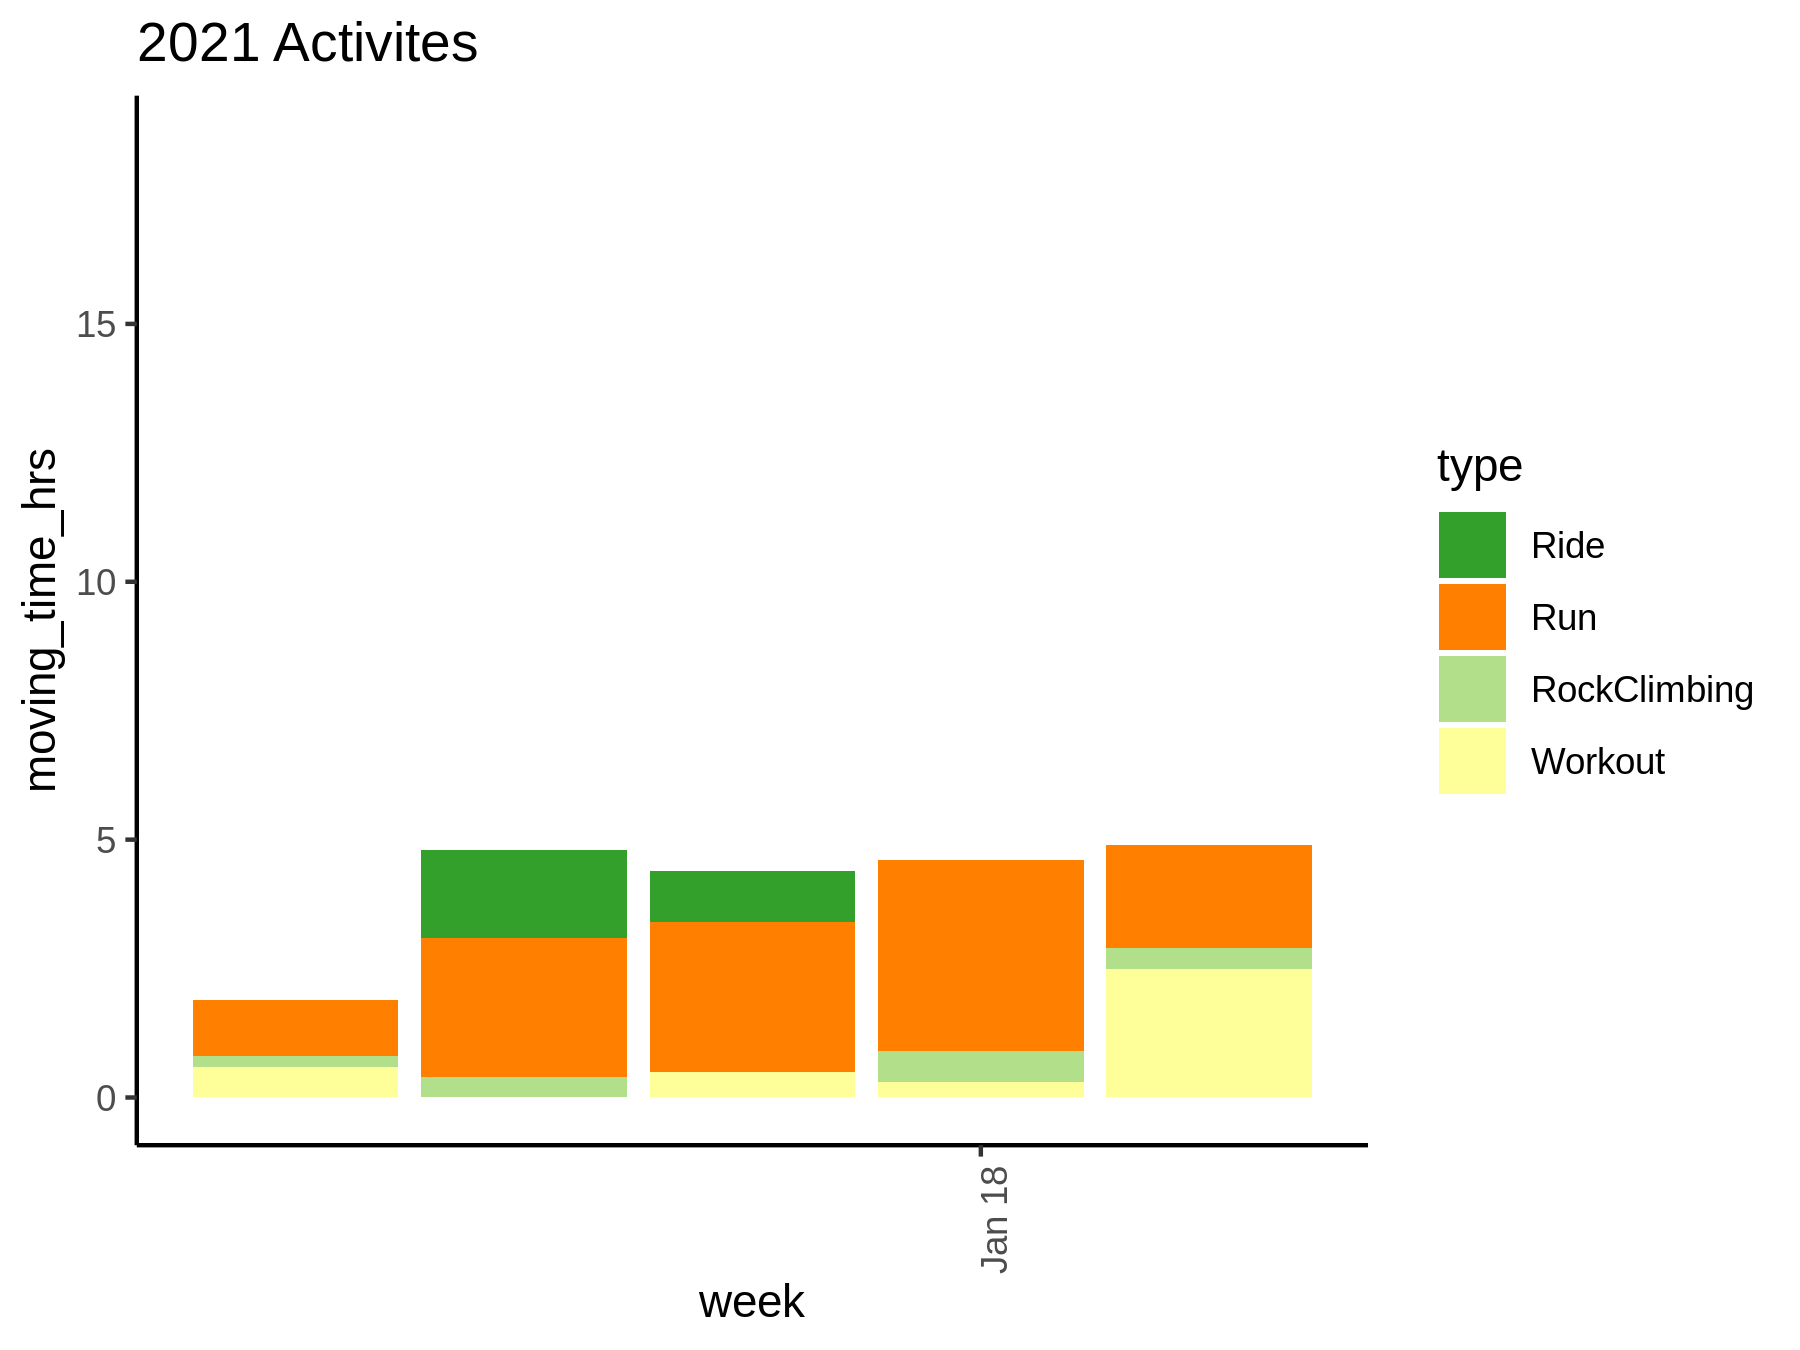 2021 Activites
moving_time_hrs
15
10
5
0
Jan 18
week
type
Ride
Run
RockClimbing
Workout